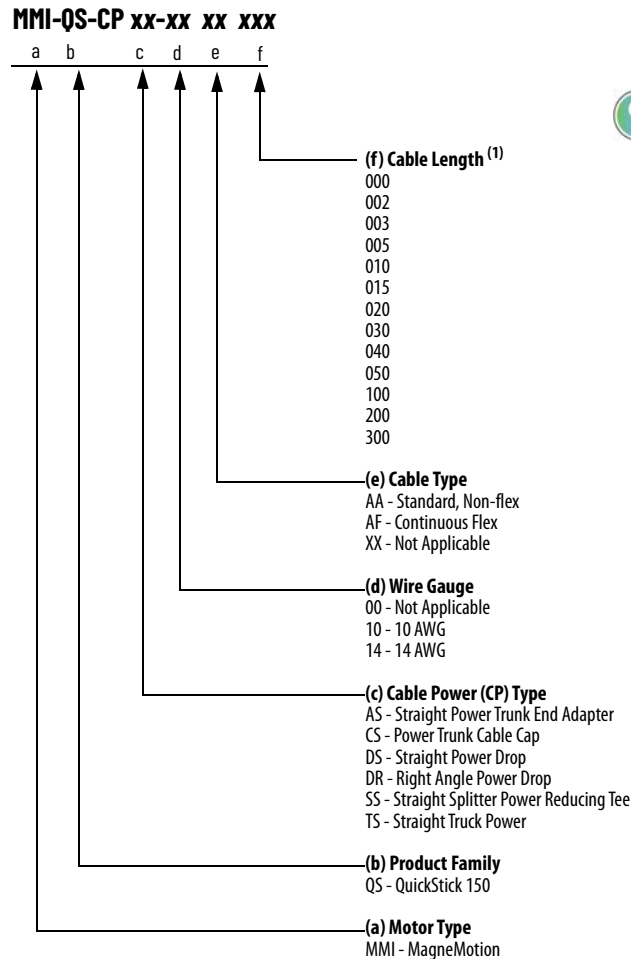 MMI-QS-CP xx-xx xx xxx
a b c d e f
(f) Cable Length (1)
000
002
003
005
010
015
020
030
040
050
100
200
300
(e) Cable Type
AA - Standard, Non-flex
AF - Continuous Flex
XX - Not Applicable
(d) Wire Gauge
00 - Not Applicable
10 - 10 AWG
14 - 14 AWG
(c) Cable Power (CP) Type
AS - Straight Power Trunk End Adapter
CS - Power Trunk Cable Cap
DS - Straight Power Drop
DR - Right Angle Power Drop
SS - Straight Splitter Power Reducing Tee
TS - Straight Truck Power
(b) Product Family
QS - QuickStick 150
(a) Motor Type
MMI - MagneMotion